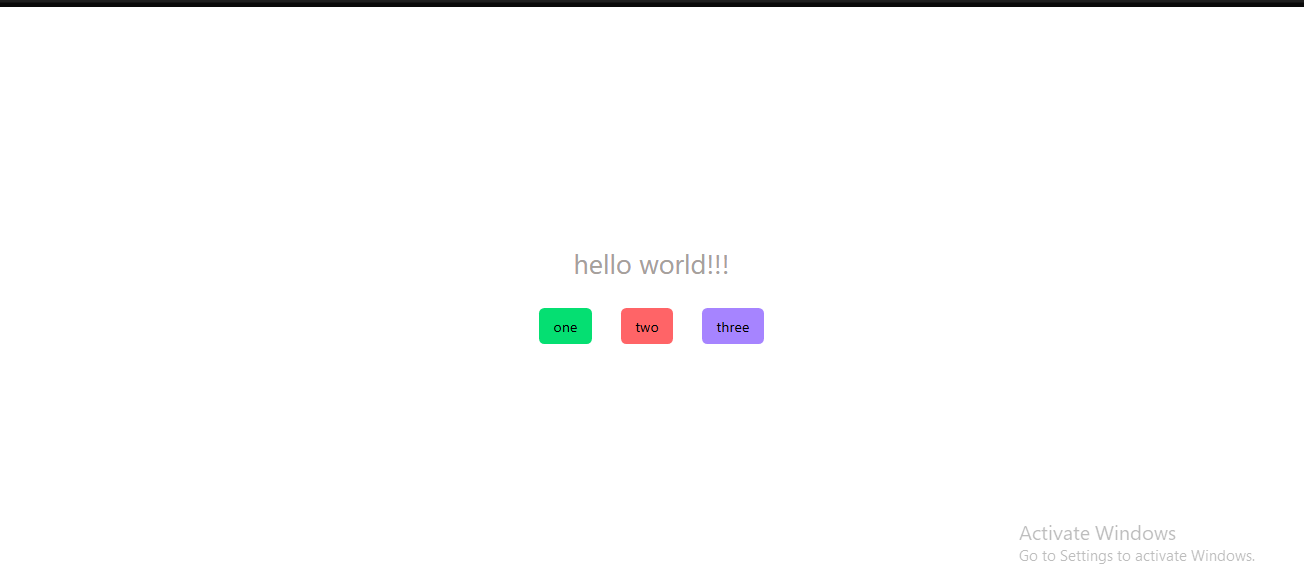 hello world!!!
one two three
Activate Windows
Go to Settings to activate Windows.